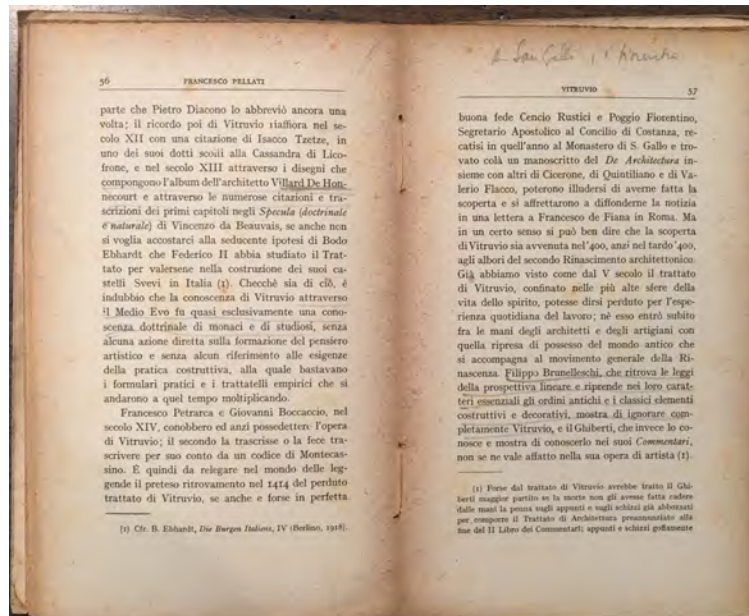 56
FRANCESCO PELLATI
parte che Pietro Diacono lo abbreviò ancora una
volta; il ricordo poi di Vitruvio riaffiora nel se-
colo XII con una citazione di Isacco Tzetze, in
uno dei suoi dotti scolii alla Cassandra di Lico-
frone, e nel secolo XIII attraverso i disegni che
compongono l'album dell'architetto Villard De Hon-
necourt e attraverso le numerose citazioni e tra-
scrizioni dei primi capitoli negli Specula (doctrinale
e naturale) di Vincenzo da Beauvais, se anche non
si voglia accostarci alla seducente ipotesi di Bodo
Ebhardt che Federico II abbia studiato il Trat-
tato per valersene nella costruzione dei suoi ca-
stelli Svevi in Italia (1). Checchè sia di ciò, è
indubbio che la conoscenza di Vitruvio attraverso
il Medio Evo fu quasi esclusivamente una cono-
scenza dottrinale di monaci e di studiosi, senza
alcuna azione diretta sulla formazione del pensiero
artistico e senza alcun riferimento alle esigenze
della pratica costruttiva, alla quale bastavano
i formulari pratici e i trattatelli empirici che si
andarono a quel tempo moltiplicando.
Francesco Petrarca e Giovanni Boccaccio, nel
secolo XIV, conobbero ed anzi possedettero l'opera
di Vitruvio; il secondo la trascrisse o la fece tra-
scrivere per suo conto da un codice di Montecas-
sino. È quindi da relegare nel mondo delle leg-
gende il preteso ritrovamento nel 1414 del perduto
trattato di Vitruvio, se anche e forse in perfetta
(1) Cfr. B. Ebhardt, Die Burgen Italiens, IV (Berlino, 1918).
San Gallo
VITRUVIO
57
buona fede Cencio Rustici e Poggio Fiorentino,
Segretario Apostolico al Concilio di Costanza, re-
catisi in quell'anno al Monastero di S. Gallo e tro-
vato colà un manoscritto del De Architectura in-
sieme con altri di Cicerone, di Quintiliano e di Va-
lerio Flacco, poterono illudersi di averne fatta la
scoperta e si affrettarono a diffonderne la notizia
in una lettera a Francesco de Fiana in Roma. Ma
in un certo senso si può ben dire che la scoperta
di Vitruvio sia avvenuta nel '400, anzi nel tardo '400,
agli albori del secondo Rinascimento architettonico.
Già abbiamo visto come dal V secolo il trattato
di Vitruvio, confinato nelle più alte sfere della
vita dello spirito, potesse dirsi perduto per l'espe-
rienza quotidiana del lavoro; nè esso entrò subito
fra le mani degli architetti e degli artigiani con
quella ripresa di possesso del mondo antico che
si accompagna al movimento generale della Ri-
nascenza. Filippo Brunelleschi, che ritrova le leggi
della prospettiva lineare e riprende nei loro carat-
teri essenziali gli ordini antichi e i classici elementi
costruttivi e decorativi, mostra di ignorare com-
pletamente Vitruvio, e il Ghiberti, che invece lo co-
nosce e mostra di conoscerlo nei suoi Commentari,
non se ne vale affatto nella sua opera di artista (1).
(1) Forse dal trattato di Vitruvio avrebbe tratto il Ghi-
berti maggior partito se la morte non gli avesse fatta cadere
dalle mani la penna sugli appunti e sugli schizzi già abbozzati
per comporre il Trattato di Architettura preannunziato alla
fine del II Libro dei Commentari; appunti e schizzi goffamente